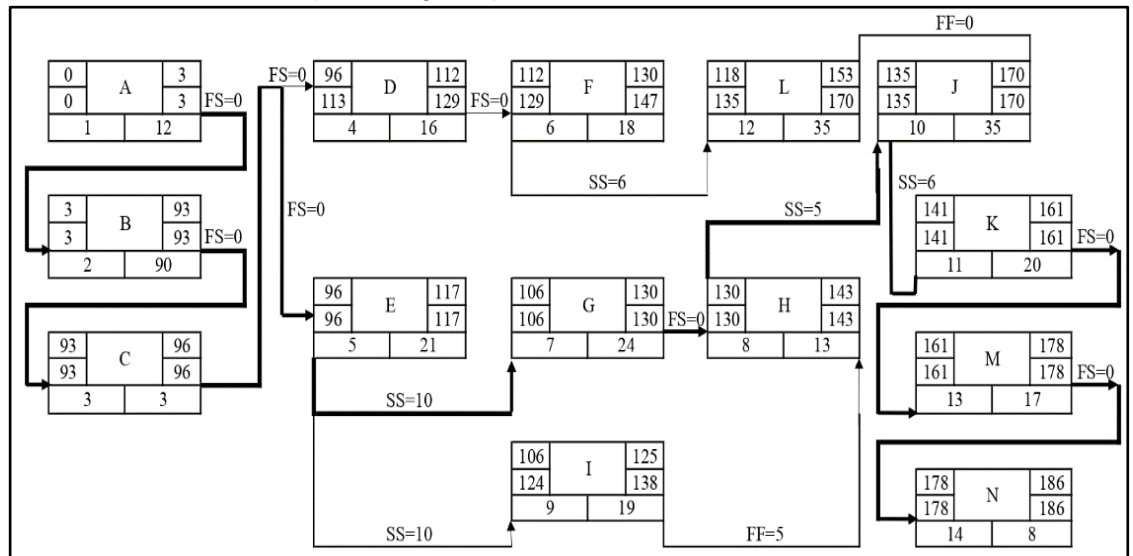 FF=0
0 A 3
0 3
1 12
FS=0
FS=0
96 D 112
113 129
4 16
FS=0
112 F 130
129 147
6 18
118 L 153
135 170
12 35
135 J 170
135 170
10 35
SS=6
SS=6
3 B 93
3 93
2 90
FS=0
FS=0
SS=5
141 K 161
141 161
11 20
FS=0
96 E 117
96 117
5 21
106 G 130
106 130
7 24
FS=0
130 H 143
130 143
8 13
93 C 96
93 96
3 3
161 M 178
161 178
13 17
FS=0
SS=10
106 I 125
124 138
9 19
178 N 186
178 186
14 8
SS=10
FF=5